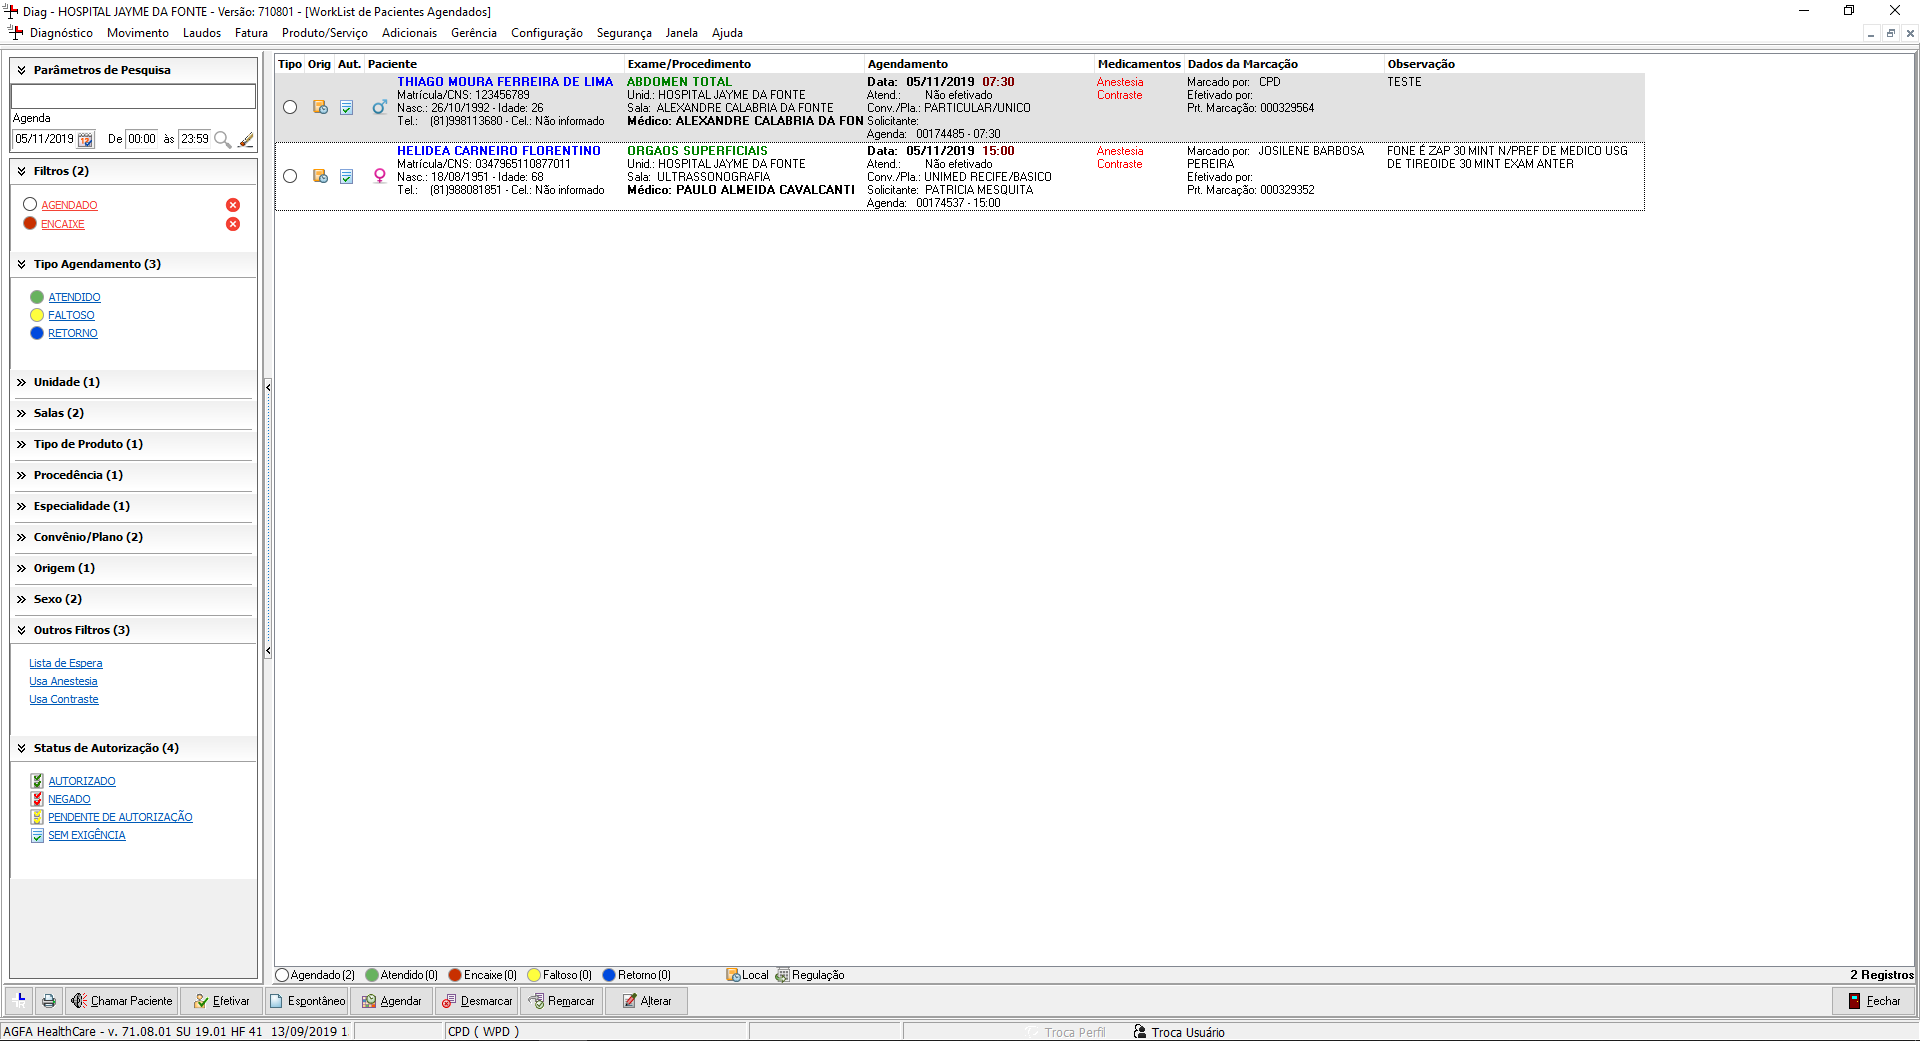 Diag - HOSPITAL JAYME DA FONTE - Versão: 710801 - [WorkList de Pacientes Agendados]
Diagnóstico Movimento Laudos Fatura Produto/Serviço Adicionais Gerência Configuração Segurança Janela Ajuda
Parâmetros de Pesquisa
Agenda
05/11/2019 De 00:00 às 23:59
Filtros (2)
AGENDADO
ENCAIXE
Tipo Agendamento (3)
ATENDIDO
FALTOSO
RETORNO
Unidade (1)
Salas (2)
Tipo de Produto (1)
Procedência (1)
Especialidade (1)
Convênio/Plano (2)
Origem (1)
Sexo (2)
Outros Filtros (3)
Lista de Espera
Usa Anestesia
Usa Contraste
Status de Autorização (4)
AUTORIZADO
NEGADO
PENDENTE DE AUTORIZAÇÃO
SEM EXIGÊNCIA
Tipo Orig Aut. Paciente Exame/Procedimento Agendamento Medicamentos Dados da Marcação Observação
THIAGO MOURA FERREIRA DE LIMA ABDOMEN TOTAL Data: 05/11/2019 07:30 Anestesia Marcado por: CPD TESTE
Matrícula/CNS: 123456789 Unid.: HOSPITAL JAYME DA FONTE Atend.: Não efetivado Contraste Efetivado por:
Nasc.: 26/10/1992 - Idade: 26 Sala: ALEXANDRE CALABRIA DA FONTE Conv./Pla.: PARTICULAR/UNICO Prt. Marcação: 000329564
Tel.: (81)998113680 - Cel.: Não informado Médico: ALEXANDRE CALABRIA DA FON Solicitante:
Agenda: 00174485 - 07:30
HELIDEA CARNEIRO FLORENTINO ORGAOS SUPERFICIAIS Data: 05/11/2019 15:00 Anestesia Marcado por: JOSILENE BARBOSA FONE É ZAP 30 MINT N/PREF DE MEDICO USG
Matrícula/CNS: 0347965110877011 Unid.: HOSPITAL JAYME DA FONTE Atend.: Não efetivado Contraste PEREIRA DE TIREOIDE 30 MINT EXAM ANTER
Nasc.: 18/08/1951 - Idade: 68 Sala: ULTRASSONOGRAFIA Conv./Pla.: UNIMED RECIFE/BASICO Efetivado por:
Tel.: (81)988081851 - Cel.: Não informado Médico: PAULO ALMEIDA CAVALCANTI Solicitante: PATRICIA MESQUITA Prt. Marcação: 000329352
Agenda: 00174537 - 15:00
Agendado (2) Atendido (0) Encaixe (0) Faltoso (0) Retorno (0) Local Regulação 2 Registros
Chamar Paciente Efetivar Espontâneo Agendar Desmarcar Remarcar Alterar Fechar
AGFA HealthCare - v. 71.08.01 SU 19.01 HF 41 13/09/2019 1 CPD ( WPD ) Troca Perfil Troca Usuário